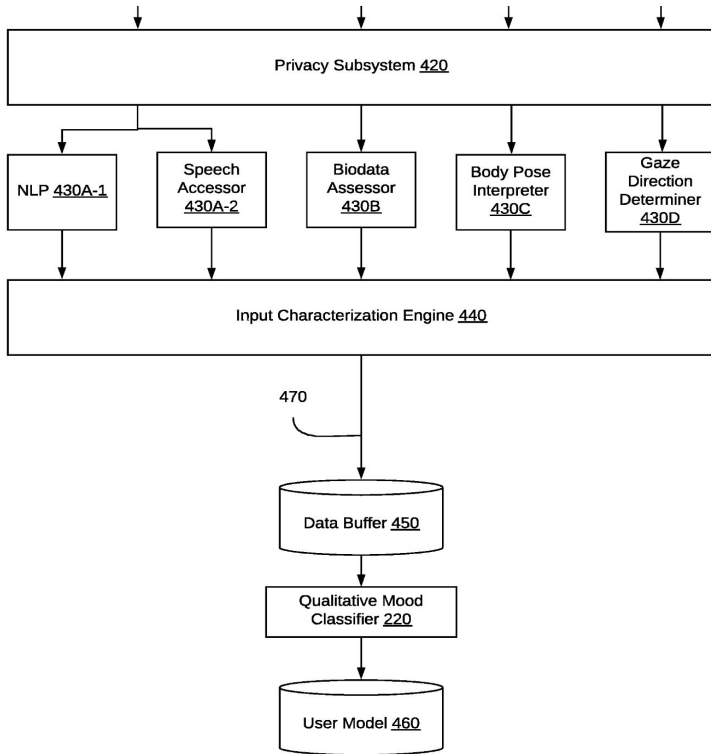 Privacy Subsystem 420
NLP 430A-1
Speech
Accessor
430A-2
Biodata
Assessor
430B
Body Pose
Interpreter
430C
Gaze
Direction
Determiner
430D
Input Characterization Engine 440
470
Data Buffer 450
Qualitative Mood
Classifier 220
User Model 460